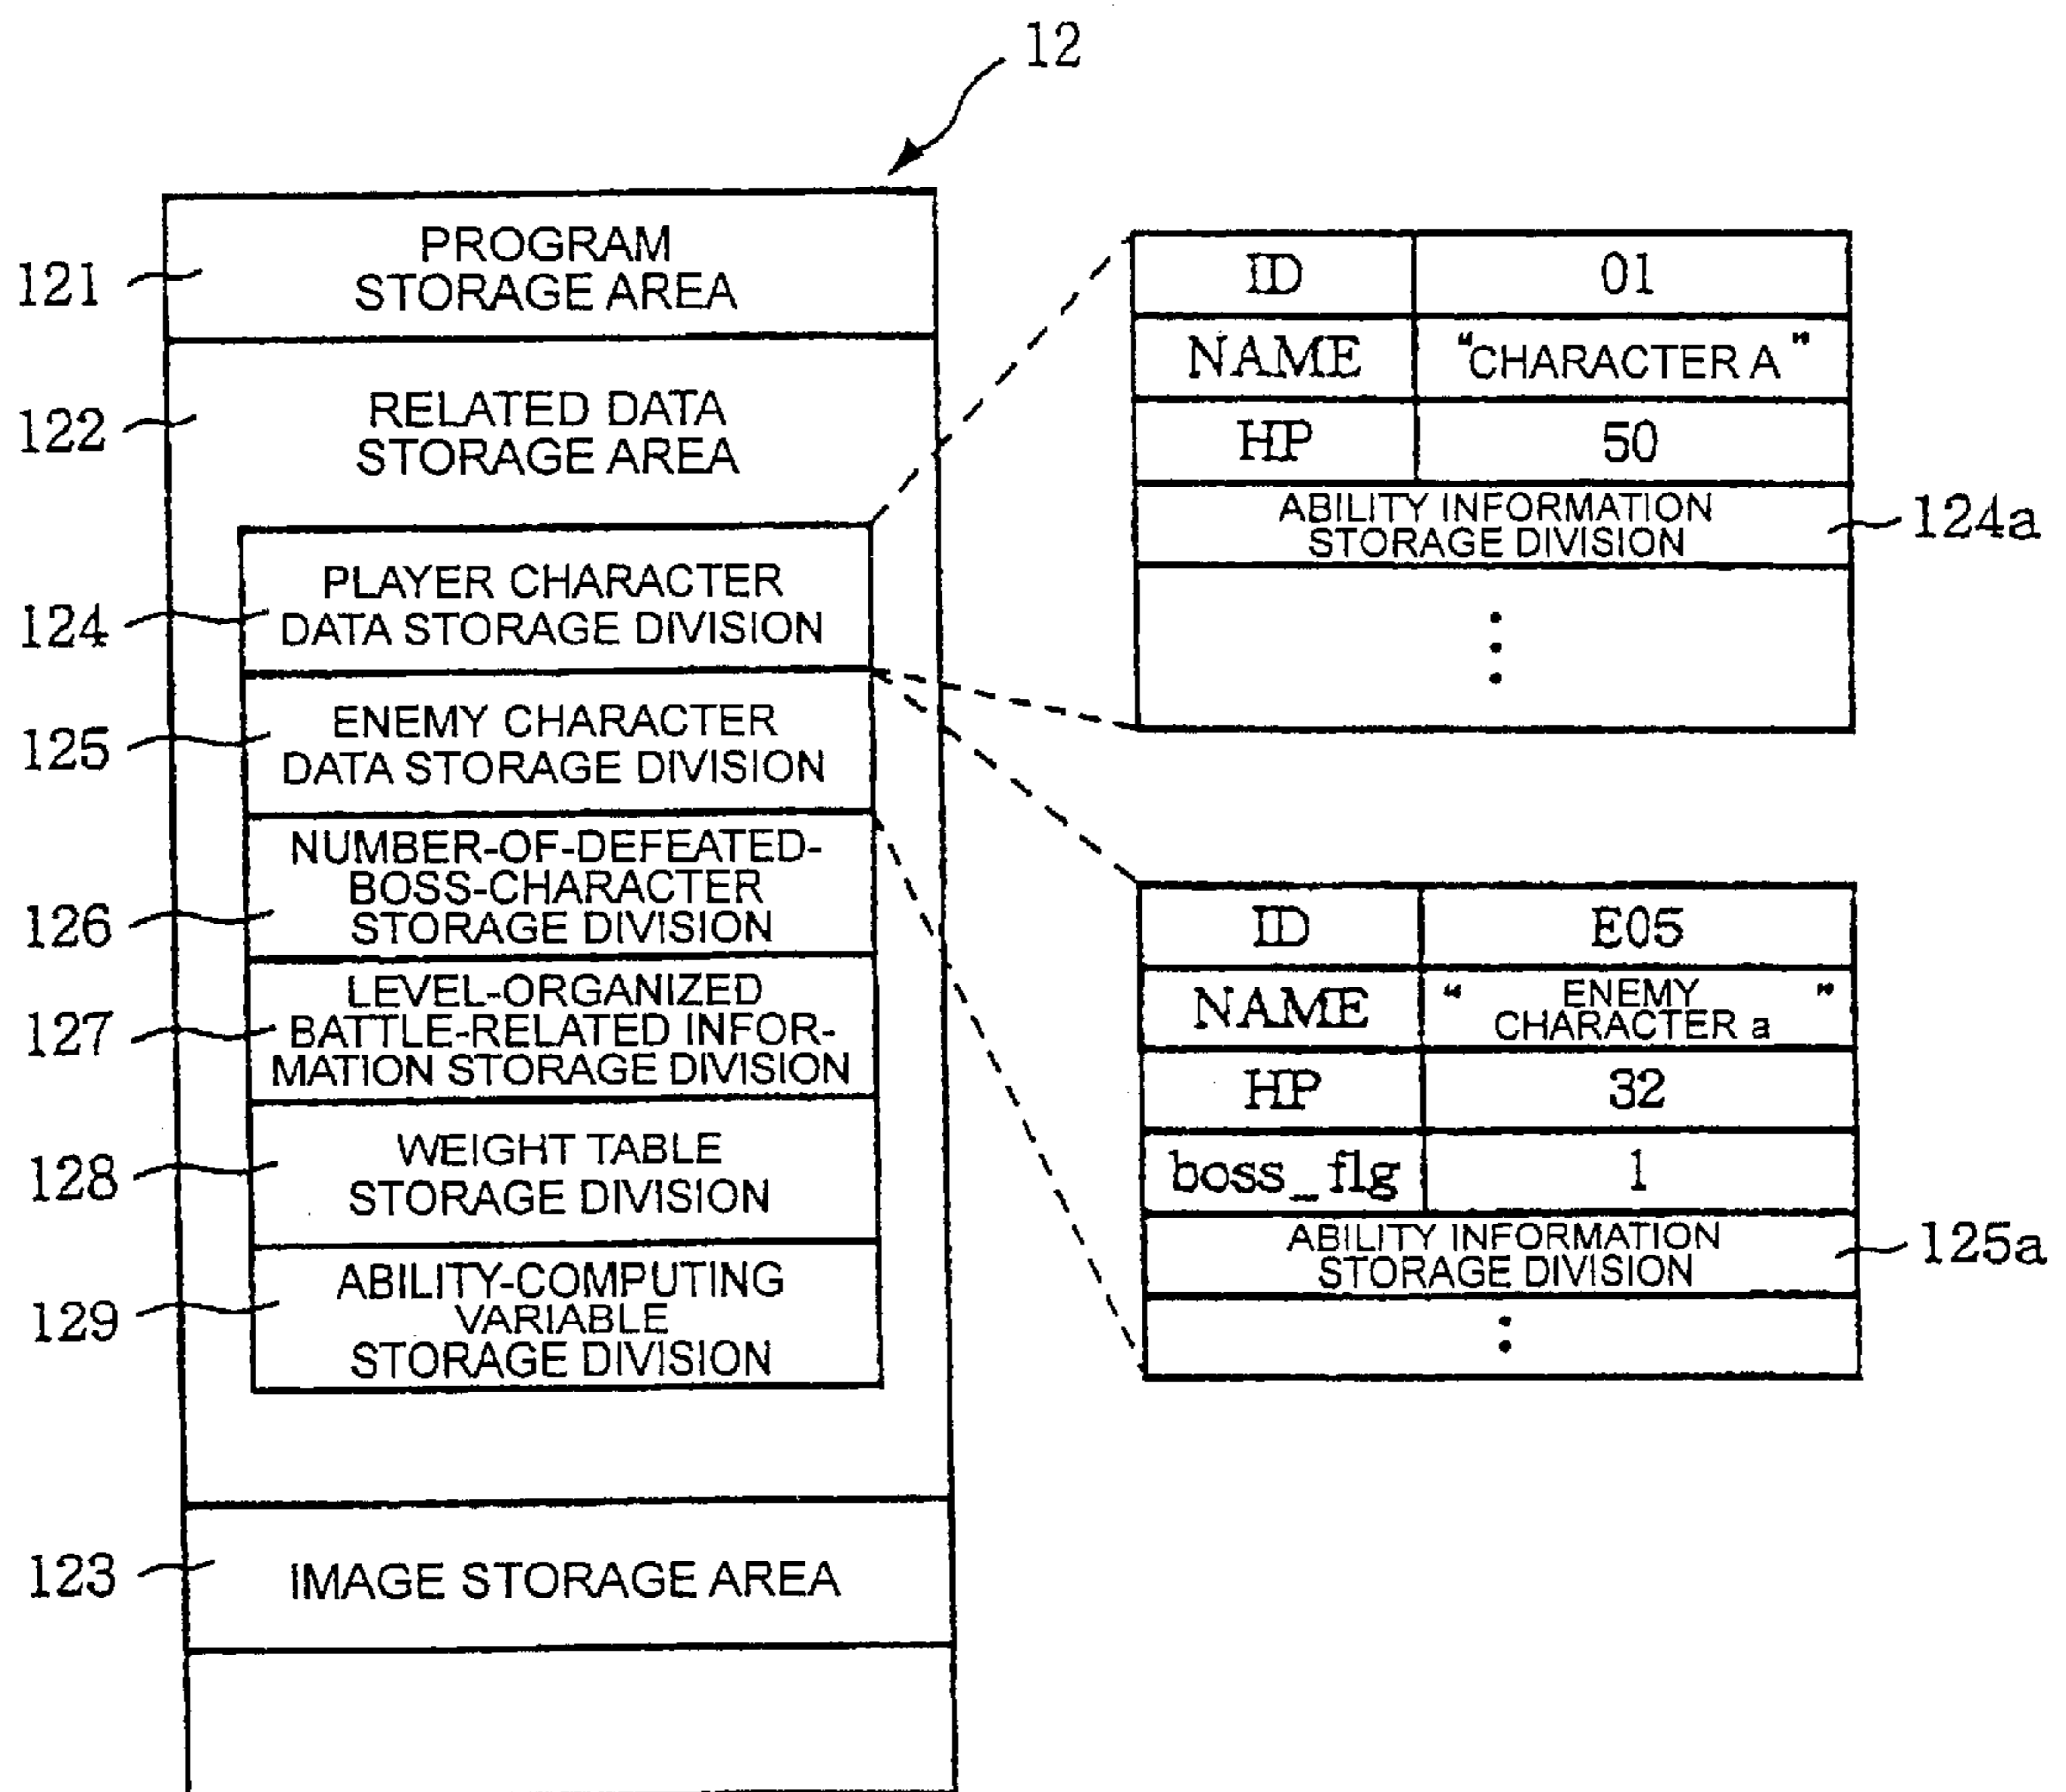 12
121
PROGRAM
STORAGE AREA
122
RELATED DATA
STORAGE AREA
124
PLAYER CHARACTER
DATA STORAGE DIVISION
125
ENEMY CHARACTER
DATA STORAGE DIVISION
126
NUMBER-OF-DEFEATED-
BOSS-CHARACTER
STORAGE DIVISION
127
LEVEL-ORGANIZED
BATTLE-RELATED INFOR-
MATION STORAGE DIVISION
128
WEIGHT TABLE
STORAGE DIVISION
129
ABILITY-COMPUTING
VARIABLE
STORAGE DIVISION
123
IMAGE STORAGE AREA
ID 01
NAME “CHARACTER A”
HP 50
ABILITY INFORMATION
STORAGE DIVISION
124a
ID E05
NAME “ENEMY
CHARACTER a”
HP 32
boss_flg 1
ABILITY INFORMATION
STORAGE DIVISION
125a